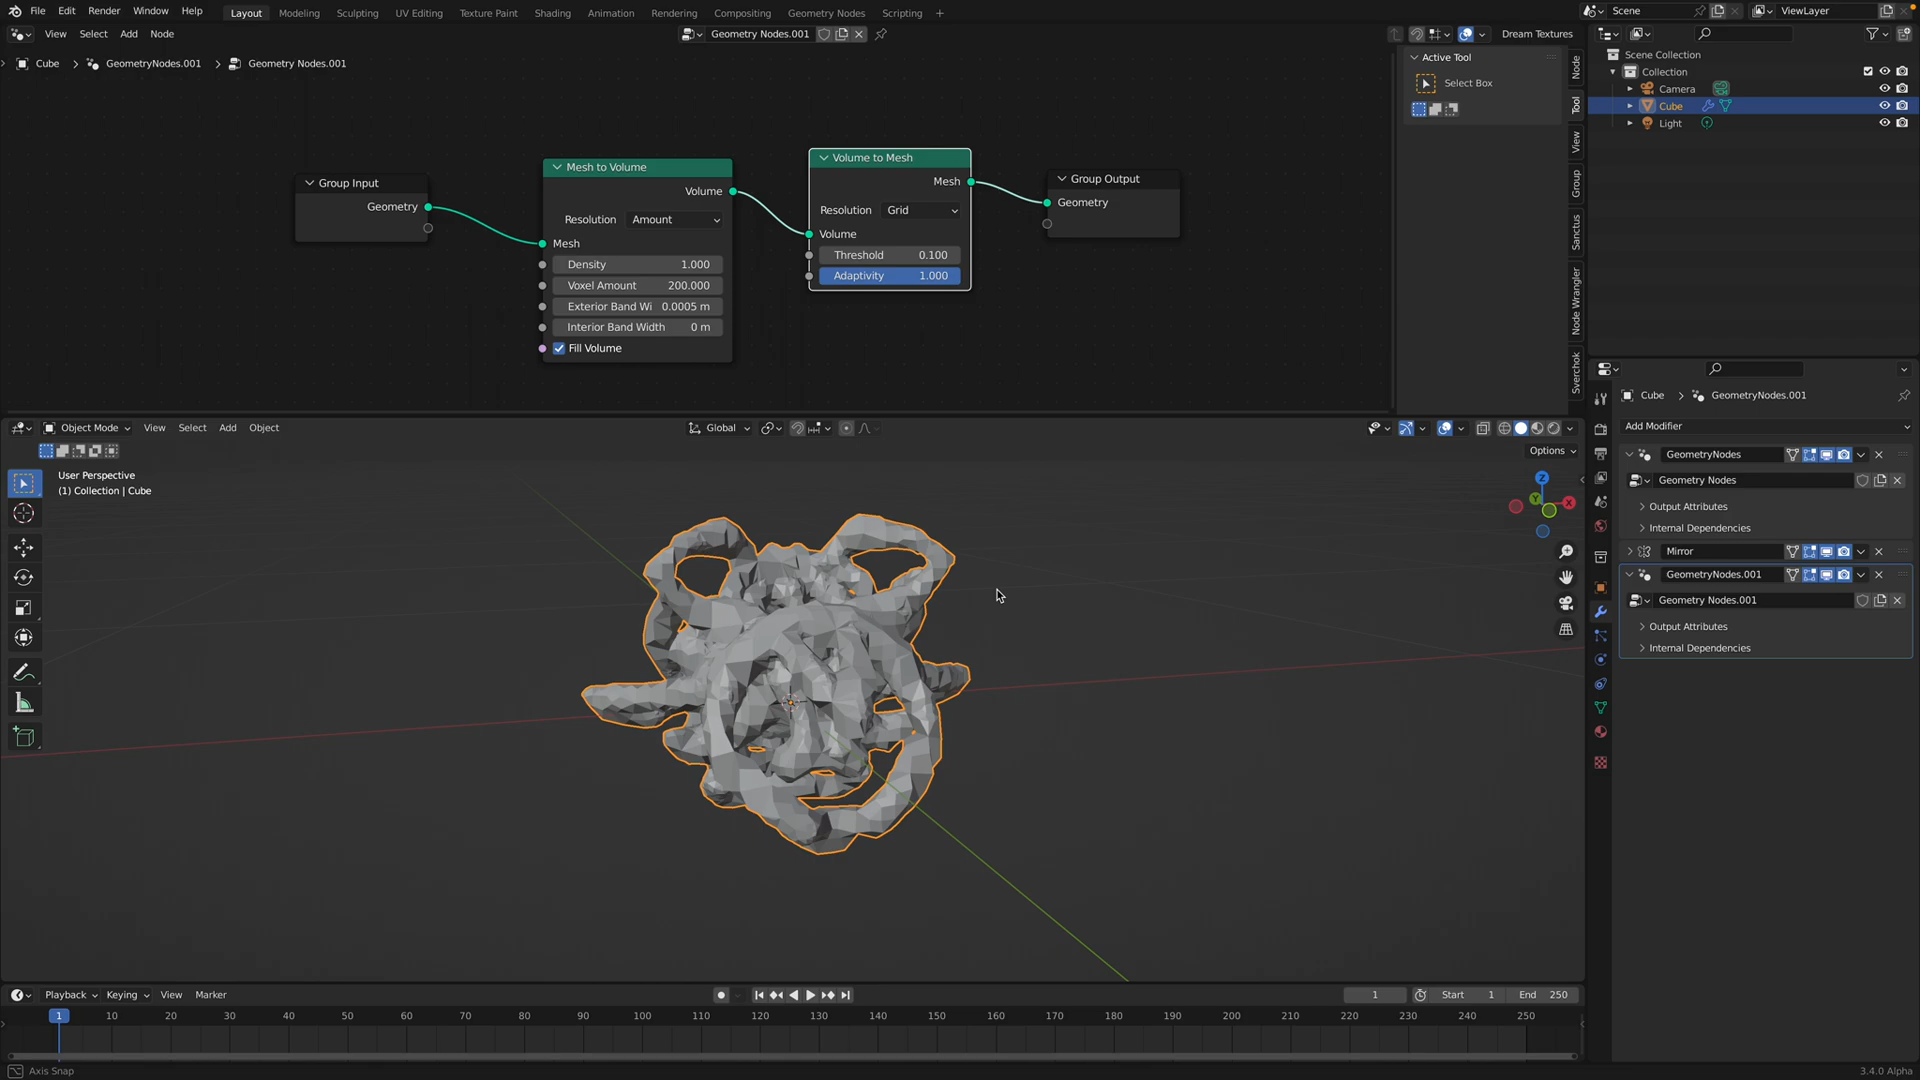 File Edit Render Window Help Layout Modeling Sculpting UV Editing Texture Paint Shading Animation Rendering Compositing Geometry Nodes Scripting + Scene ViewLayer
View Select Add Node Geometry Nodes.001 Dream Textures
Cube > GeometryNodes.001 > Geometry Nodes.001
Active Tool
Select Box
Node
Tool
View
Group
Sanctus
Node Wrangler
Sverchok
Scene Collection
Collection
Camera
Cube
Light
Group Input
Geometry
Mesh to Volume
Volume
Resolution Amount
Mesh
Density 1.000
Voxel Amount 200.000
Exterior Band Wi 0.0005 m
Interior Band Width 0 m
Fill Volume
Volume to Mesh
Mesh
Resolution Grid
Volume
Threshold 0.100
Adaptivity 1.000
Group Output
Geometry
Cube > GeometryNodes.001
Add Modifier
GeometryNodes
Geometry Nodes
Output Attributes
Internal Dependencies
Mirror
GeometryNodes.001
Geometry Nodes.001
Output Attributes
Internal Dependencies
Object Mode View Select Add Object Global
Options
User Perspective
(1) Collection | Cube
Z
Y
X
Playback Keying View Marker 1 Start 1 End 250
1 10 20 30 40 50 60 70 80 90 100 110 120 130 140 150 160 170 180 190 200 210 220 230 240 250
Axis Snap 3.4.0 Alpha